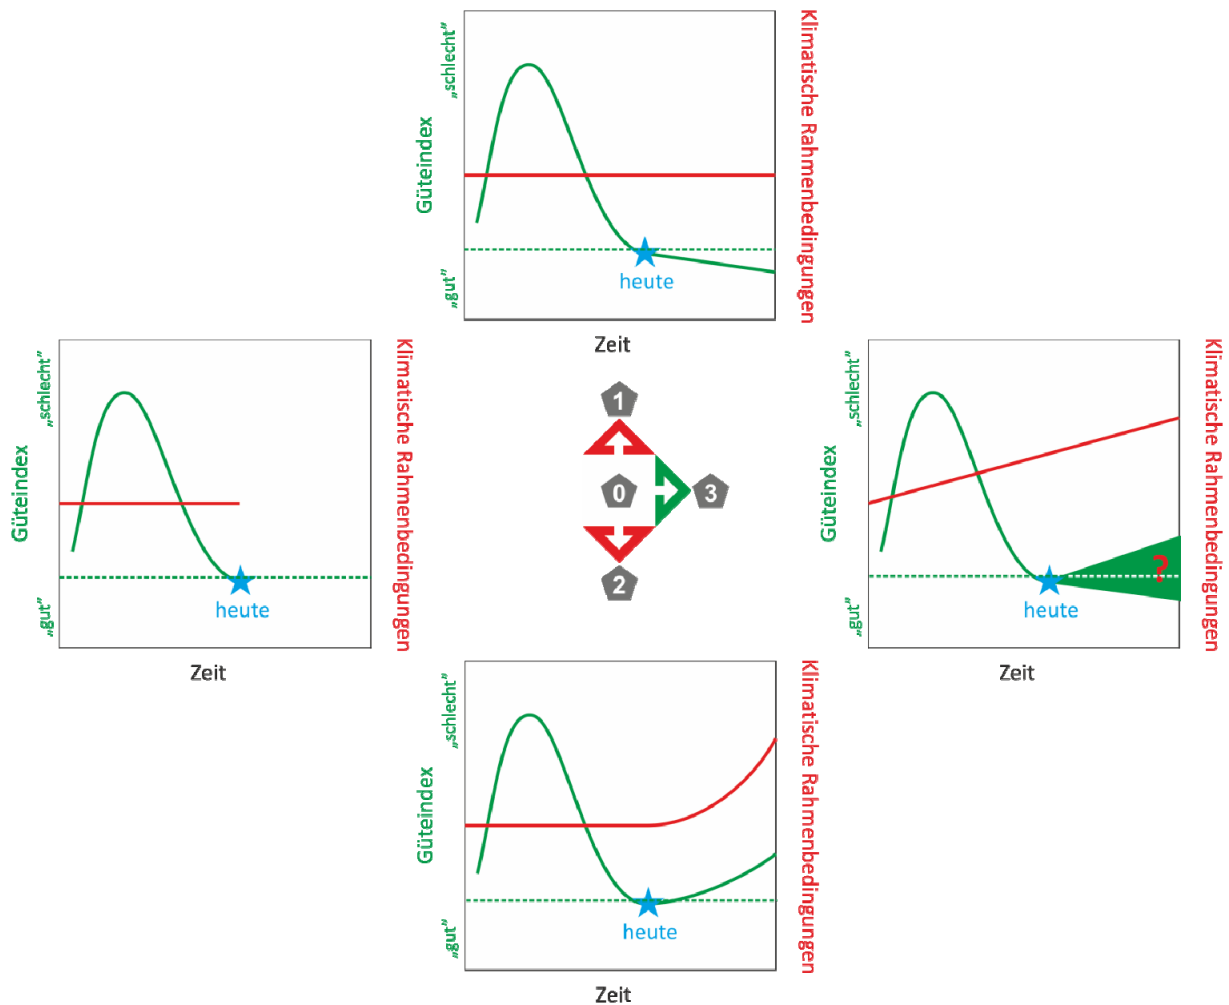 „schlecht”
Güteindex
„gut”
heute
Zeit
Klimatische Rahmenbedingungen
„schlecht”
Güteindex
„gut”
heute
Zeit
Klimatische Rahmenbedingungen
1
0
3
2
„schlecht”
Güteindex
„gut”
?
heute
Zeit
Klimatische Rahmenbedingungen
„schlecht”
Güteindex
„gut”
heute
Zeit
Klimatische Rahmenbedingungen